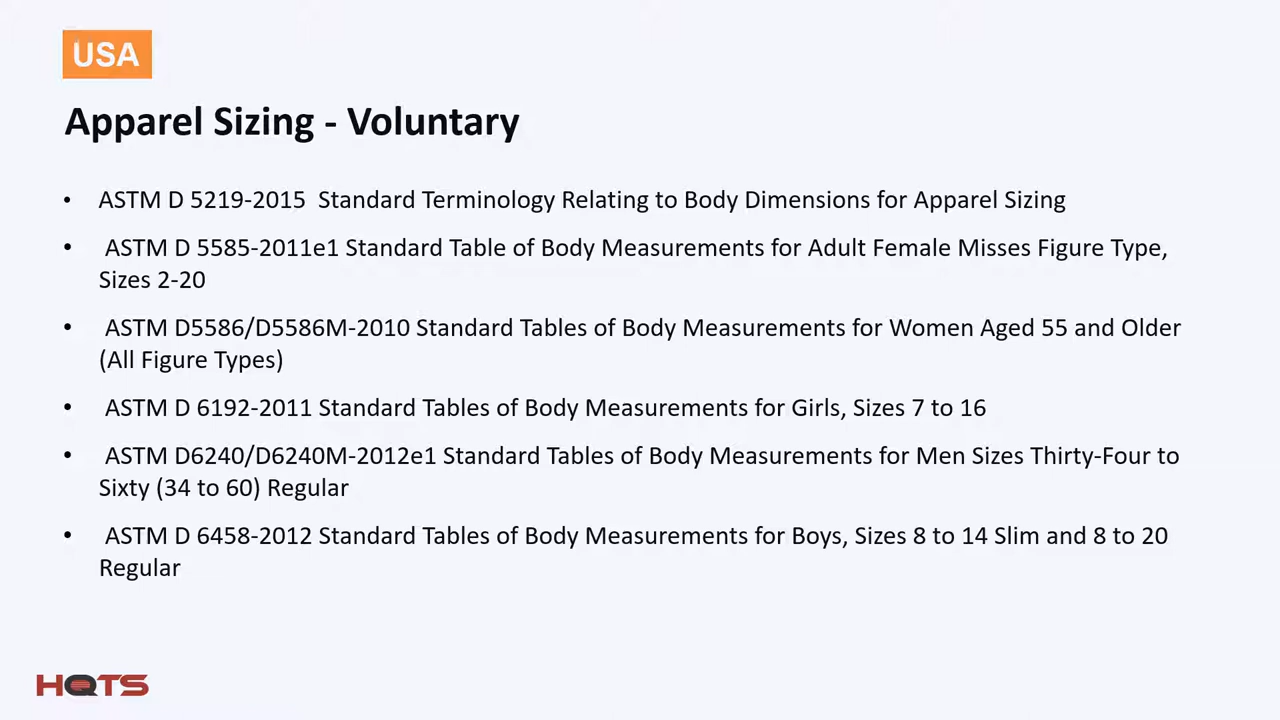 USA
Apparel Sizing - Voluntary
• ASTM D 5219-2015  Standard Terminology Relating to Body Dimensions for Apparel Sizing
• ASTM D 5585-2011e1 Standard Table of Body Measurements for Adult Female Misses Figure Type,
Sizes 2-20
• ASTM D5586/D5586M-2010 Standard Tables of Body Measurements for Women Aged 55 and Older
(All Figure Types)
• ASTM D 6192-2011 Standard Tables of Body Measurements for Girls, Sizes 7 to 16
• ASTM D6240/D6240M-2012e1 Standard Tables of Body Measurements for Men Sizes Thirty-Four to
Sixty (34 to 60) Regular
• ASTM D 6458-2012 Standard Tables of Body Measurements for Boys, Sizes 8 to 14 Slim and 8 to 20
Regular
HQTS